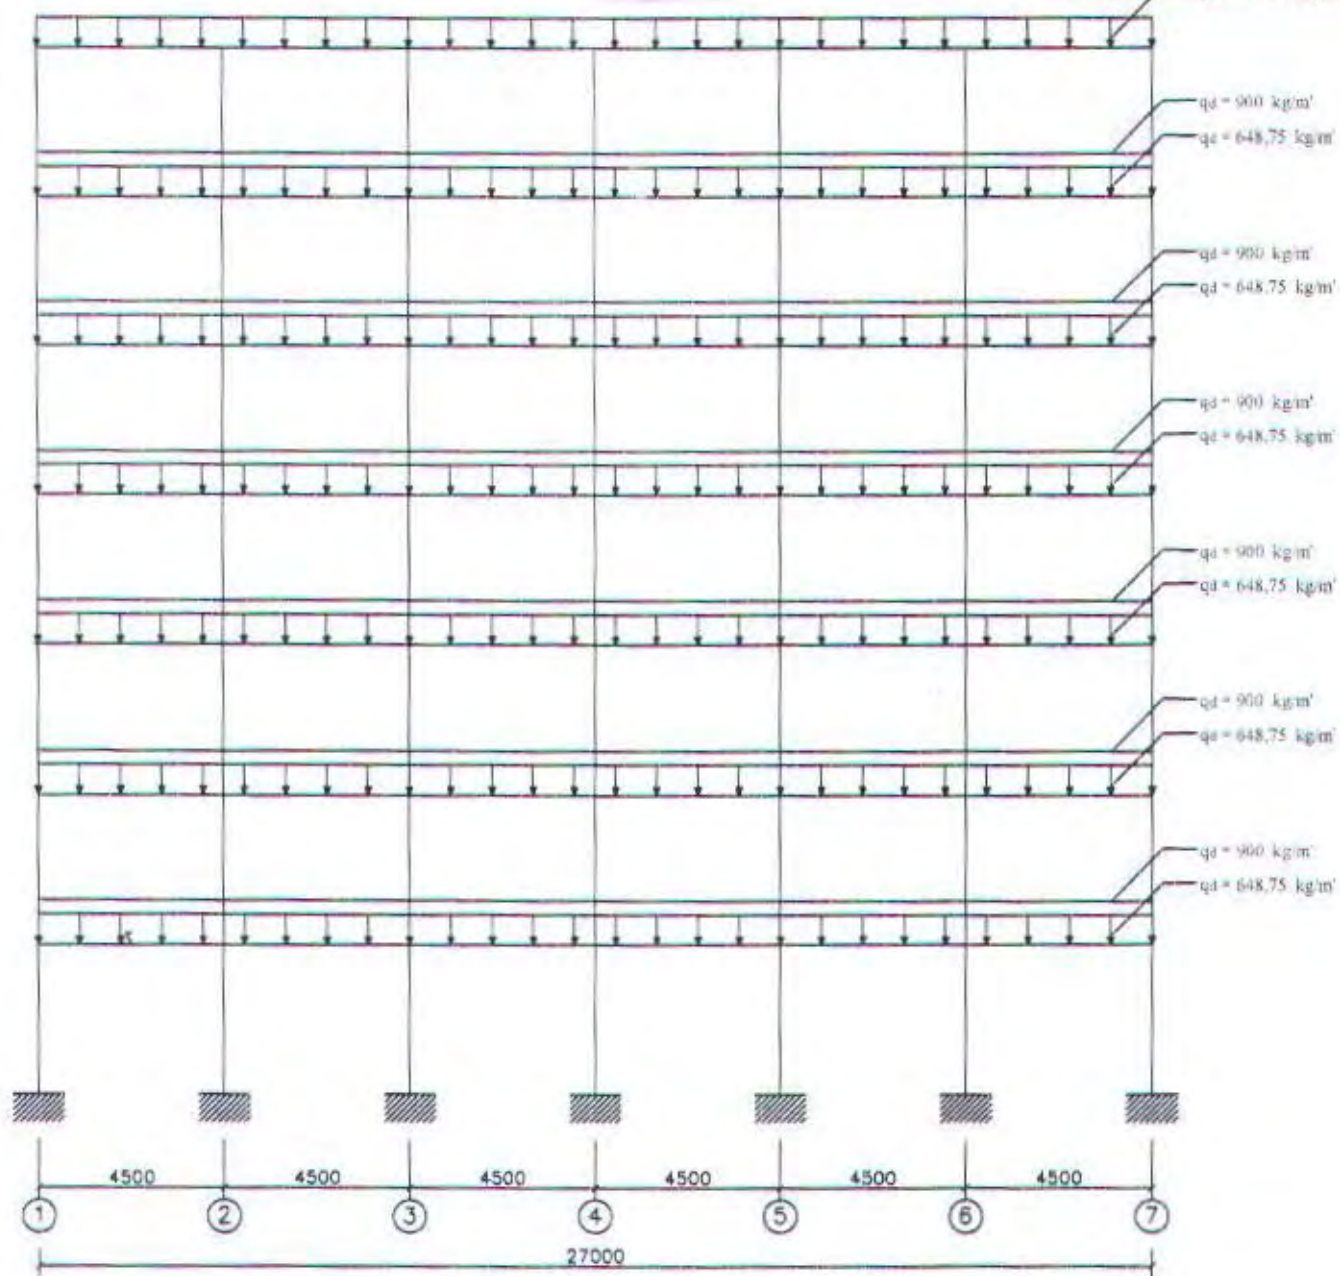 qd = 900 kg/m'
qd = 648,75 kg/m'
qd = 900 kg/m'
qd = 648,75 kg/m'
qd = 900 kg/m'
qd = 648,75 kg/m'
qd = 900 kg/m'
qd = 648,75 kg/m'
qd = 900 kg/m'
qd = 648,75 kg/m'
qd = 900 kg/m'
qd = 648,75 kg/m'
4500 4500 4500 4500 4500 4500
1 2 3 4 5 6 7
27000